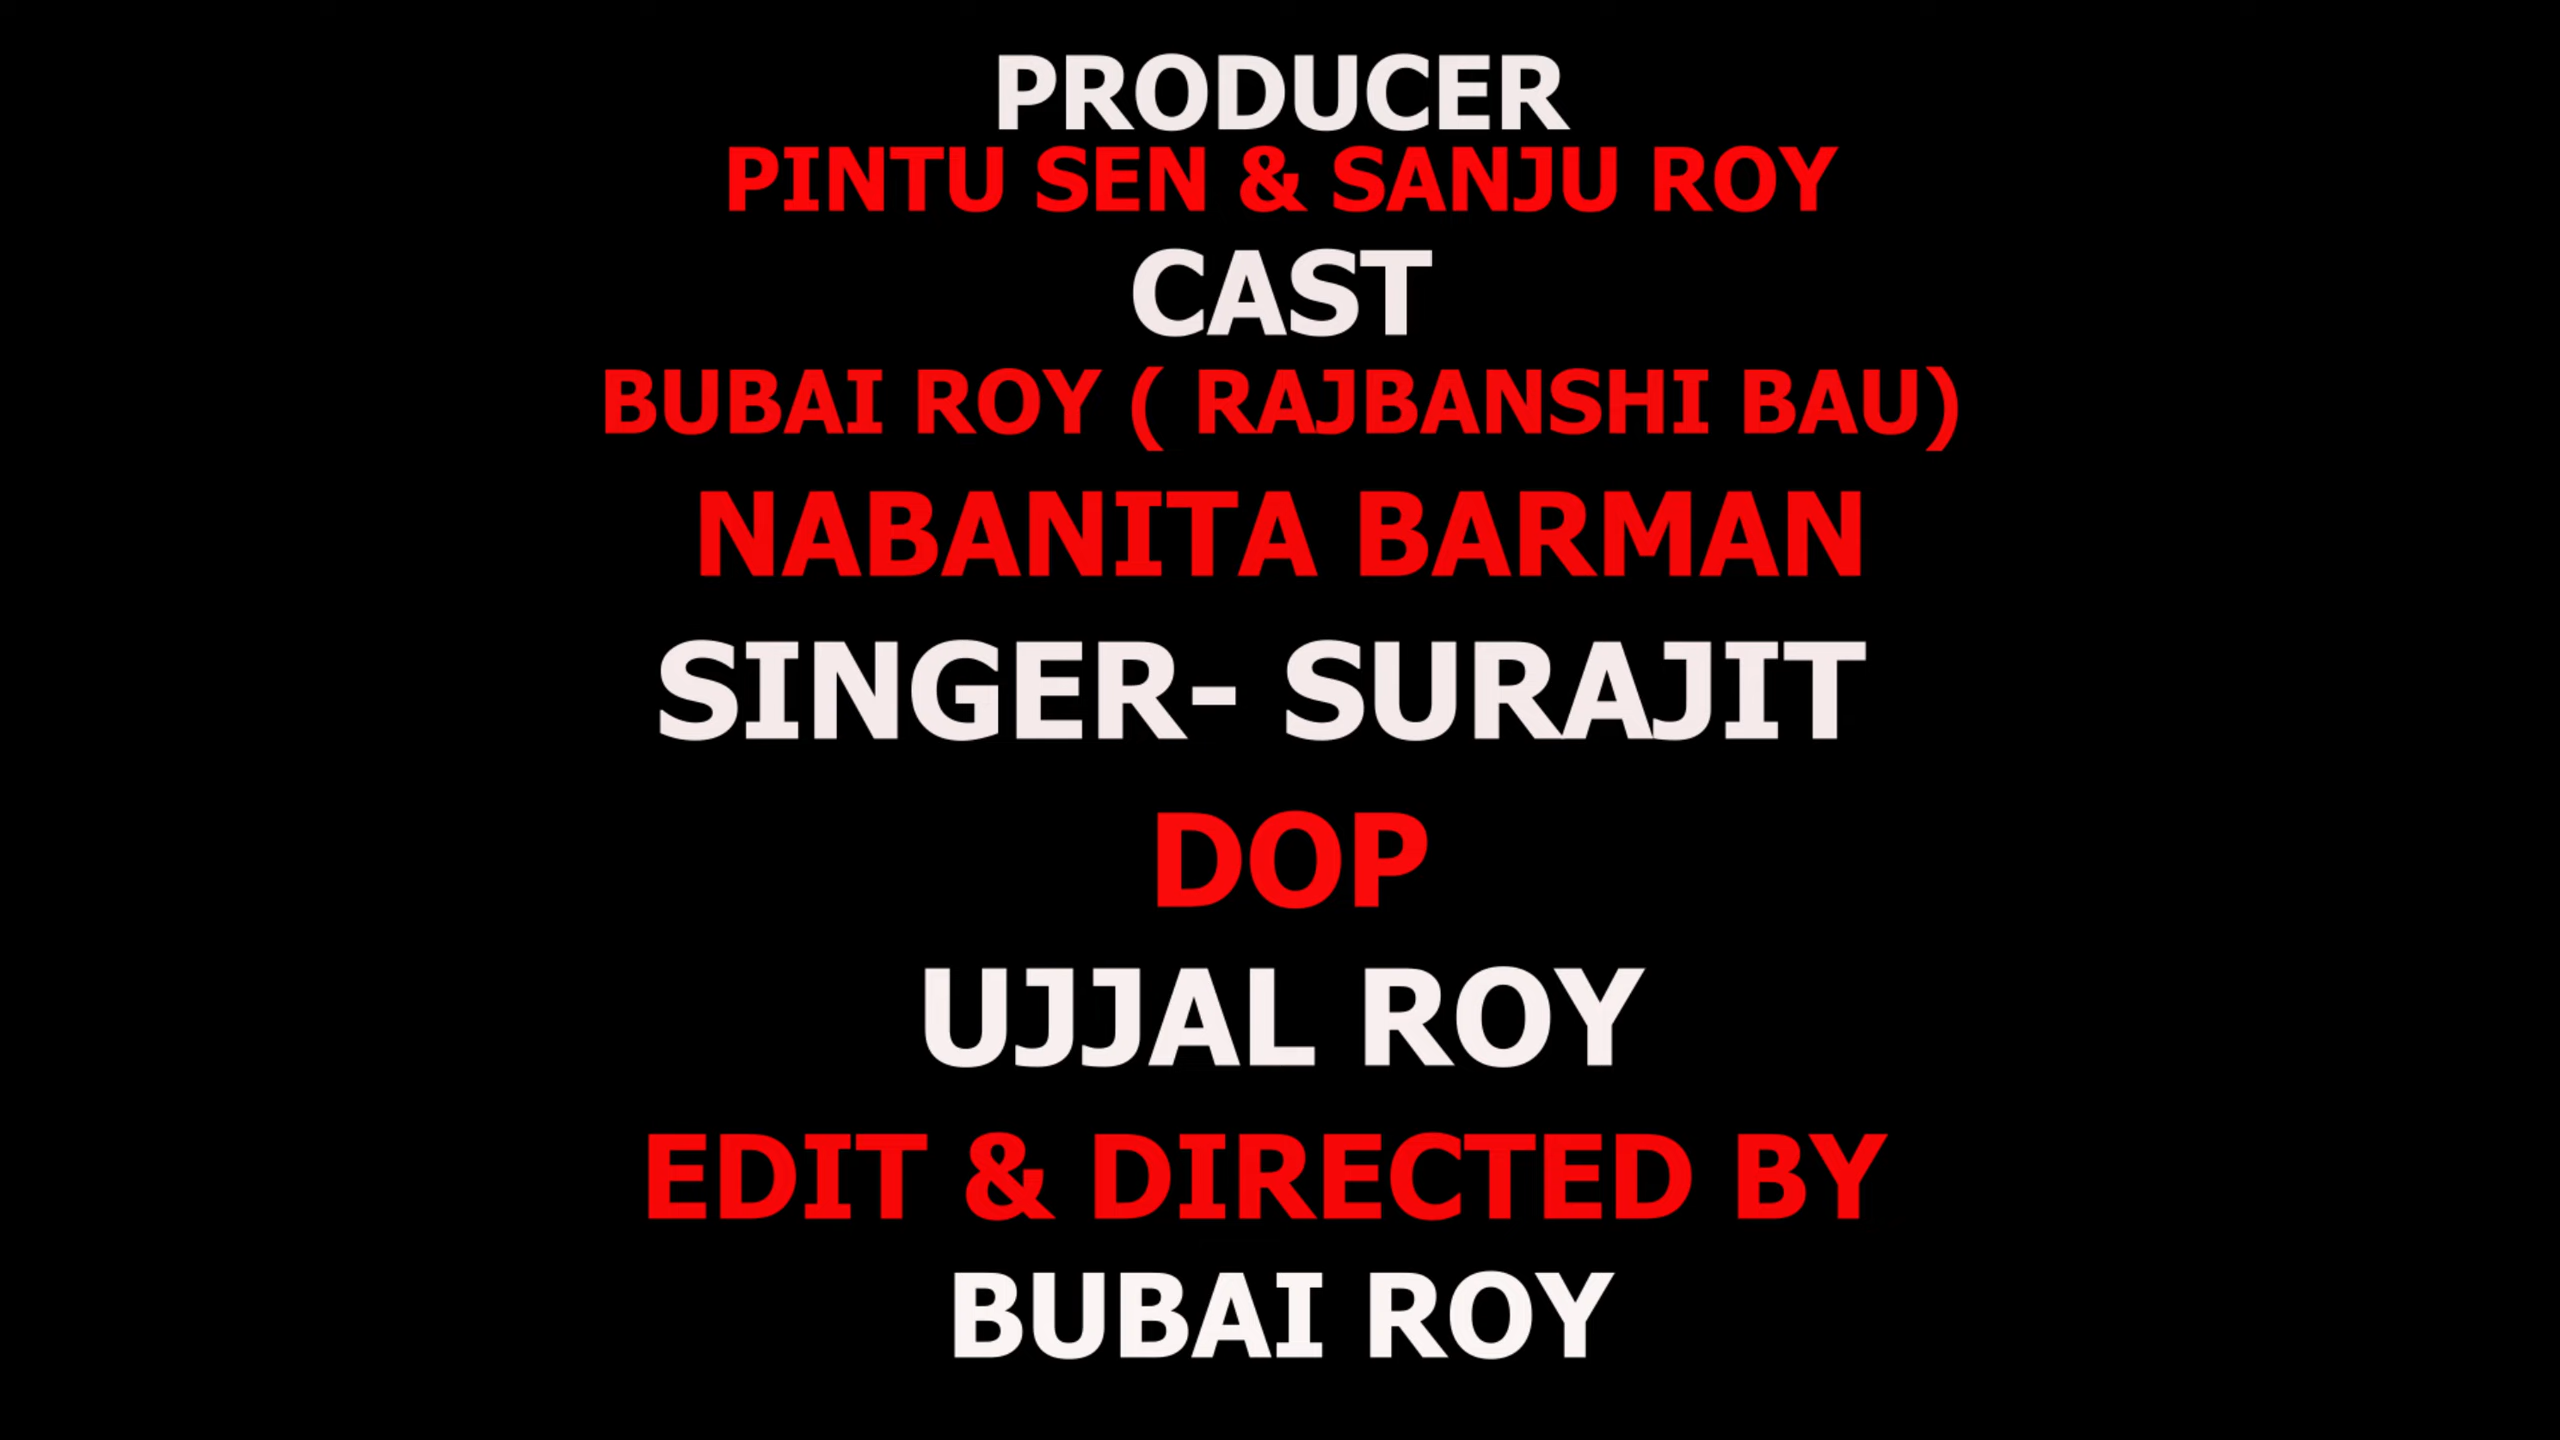 PRODUCER
PINTU SEN & SANJU ROY
CAST
BUBAI ROY ( RAJBANSHI BAU)
NABANITA BARMAN
SINGER- SURAJIT
DOP
UJJAL ROY
EDIT & DIRECTED BY
BUBAI ROY